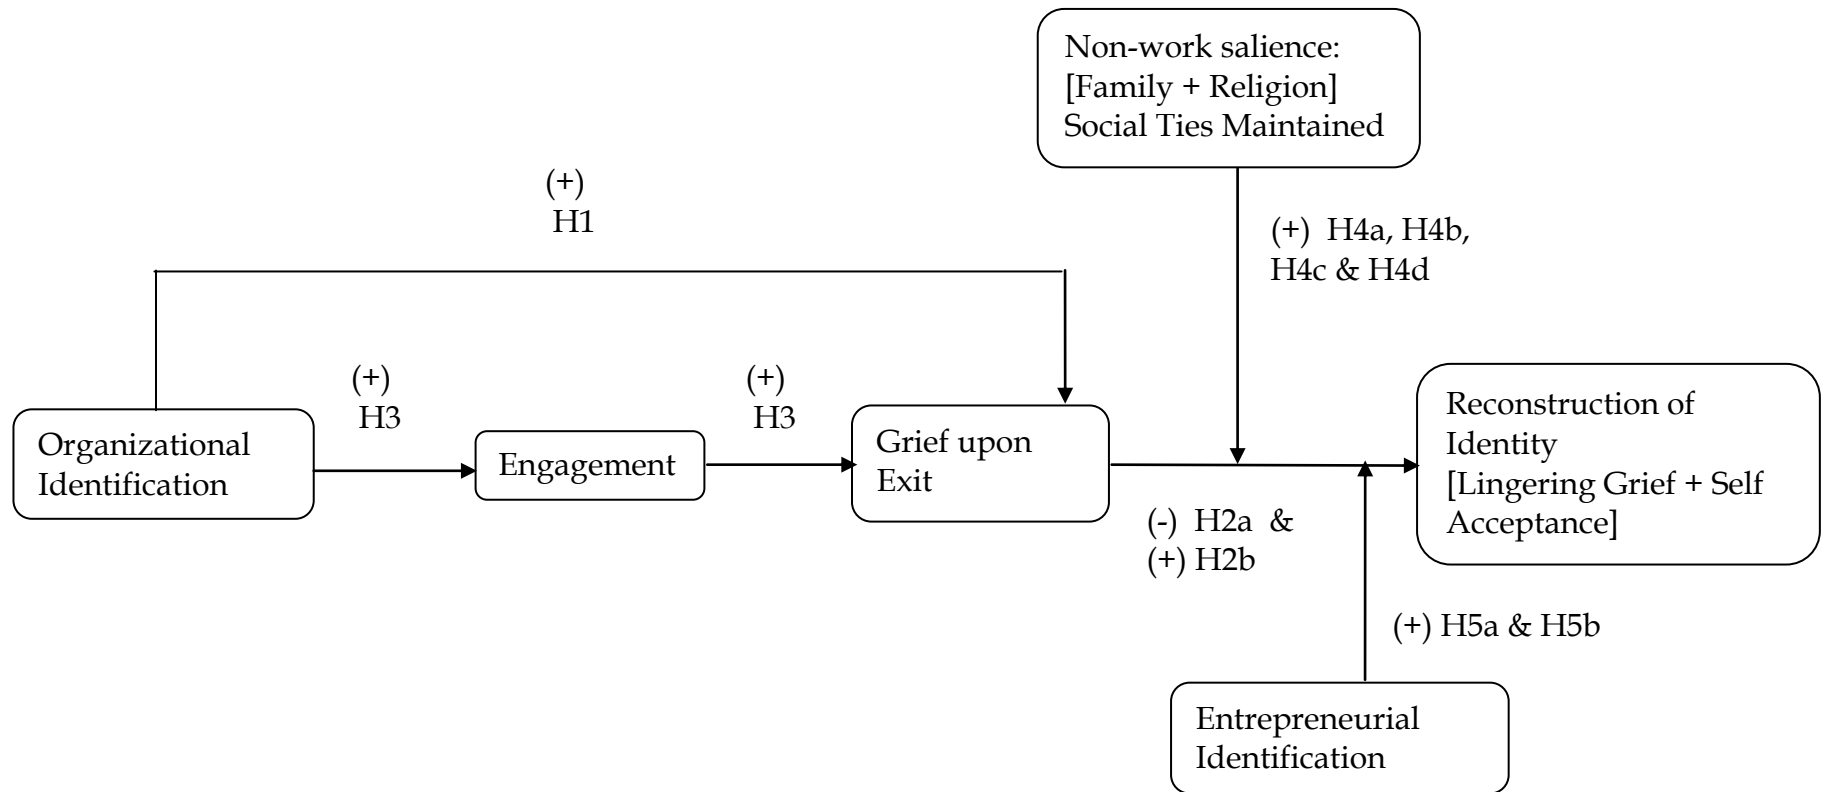 Non-work salience:
[Family + Religion]
Social Ties Maintained
(+)
H1
(+) H4a, H4b,
H4c & H4d
(+)
H3
(+)
H3
Organizational
Identification
Engagement
Grief upon
Exit
Reconstruction of
Identity
[Lingering Grief + Self
Acceptance]
(-) H2a &
(+) H2b
(+) H5a & H5b
Entrepreneurial
Identification